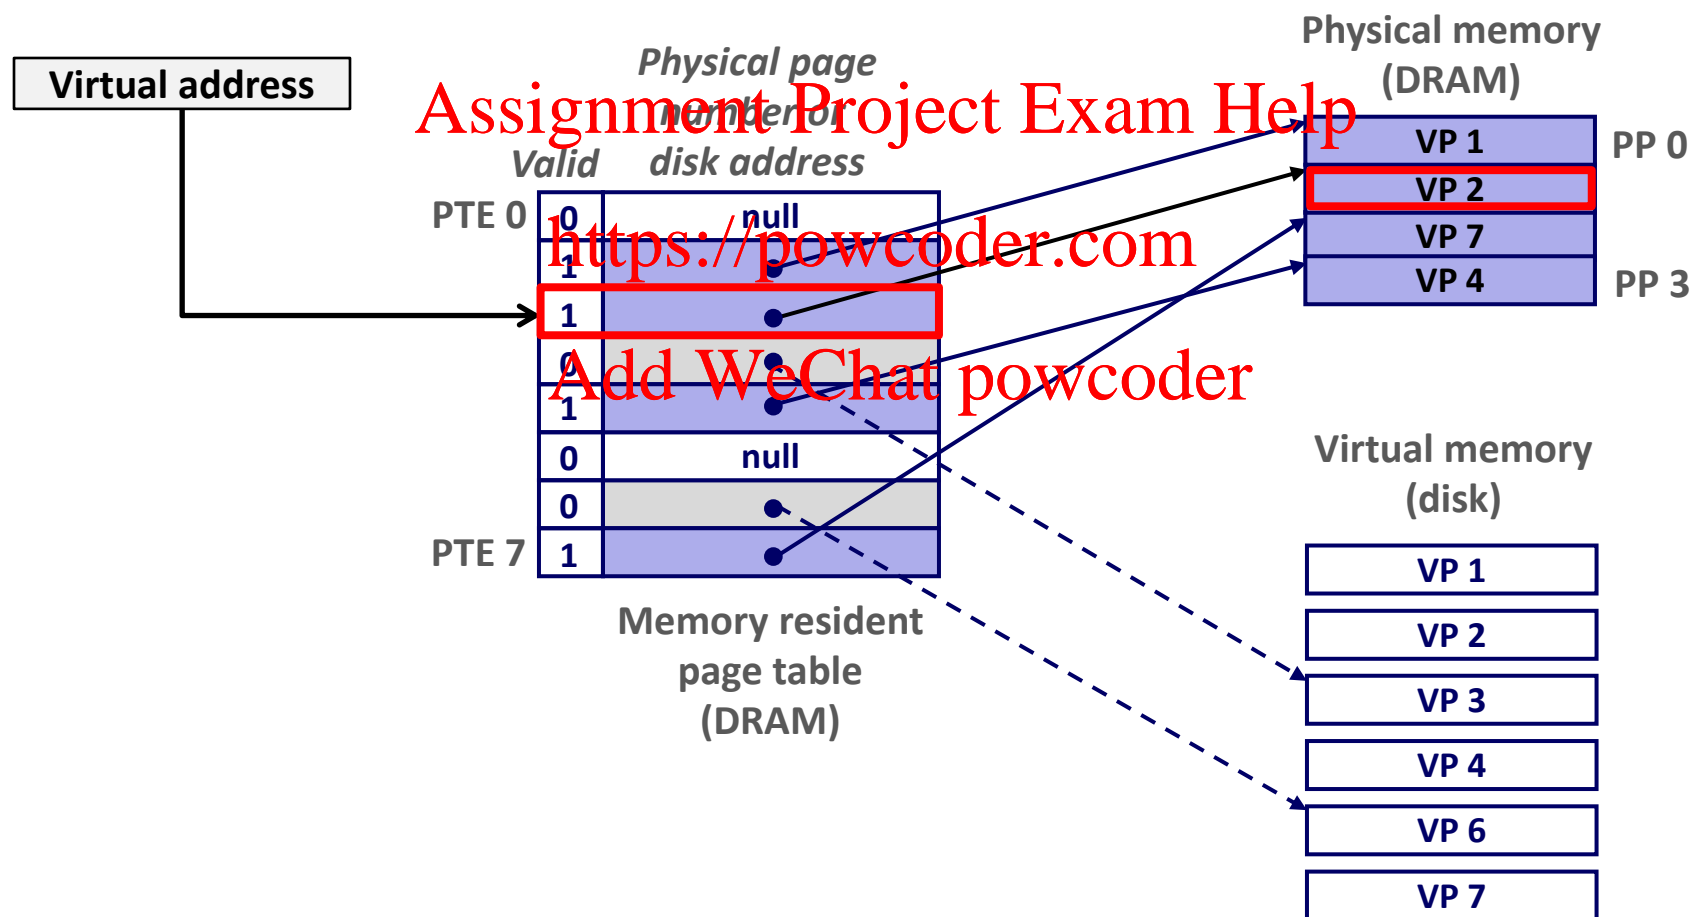 Virtual address
Physical page
number or
disk address
Valid
Assignment Project Exam Help
https://powcoder.com
Add WeChat powcoder
PTE 0
0
null
1
1
0
1
0
null
0
PTE 7
1
Memory resident
page table
(DRAM)
Physical memory
(DRAM)
VP 1
PP 0
VP 2
VP 7
VP 4
PP 3
Virtual memory
(disk)
VP 1
VP 2
VP 3
VP 4
VP 6
VP 7